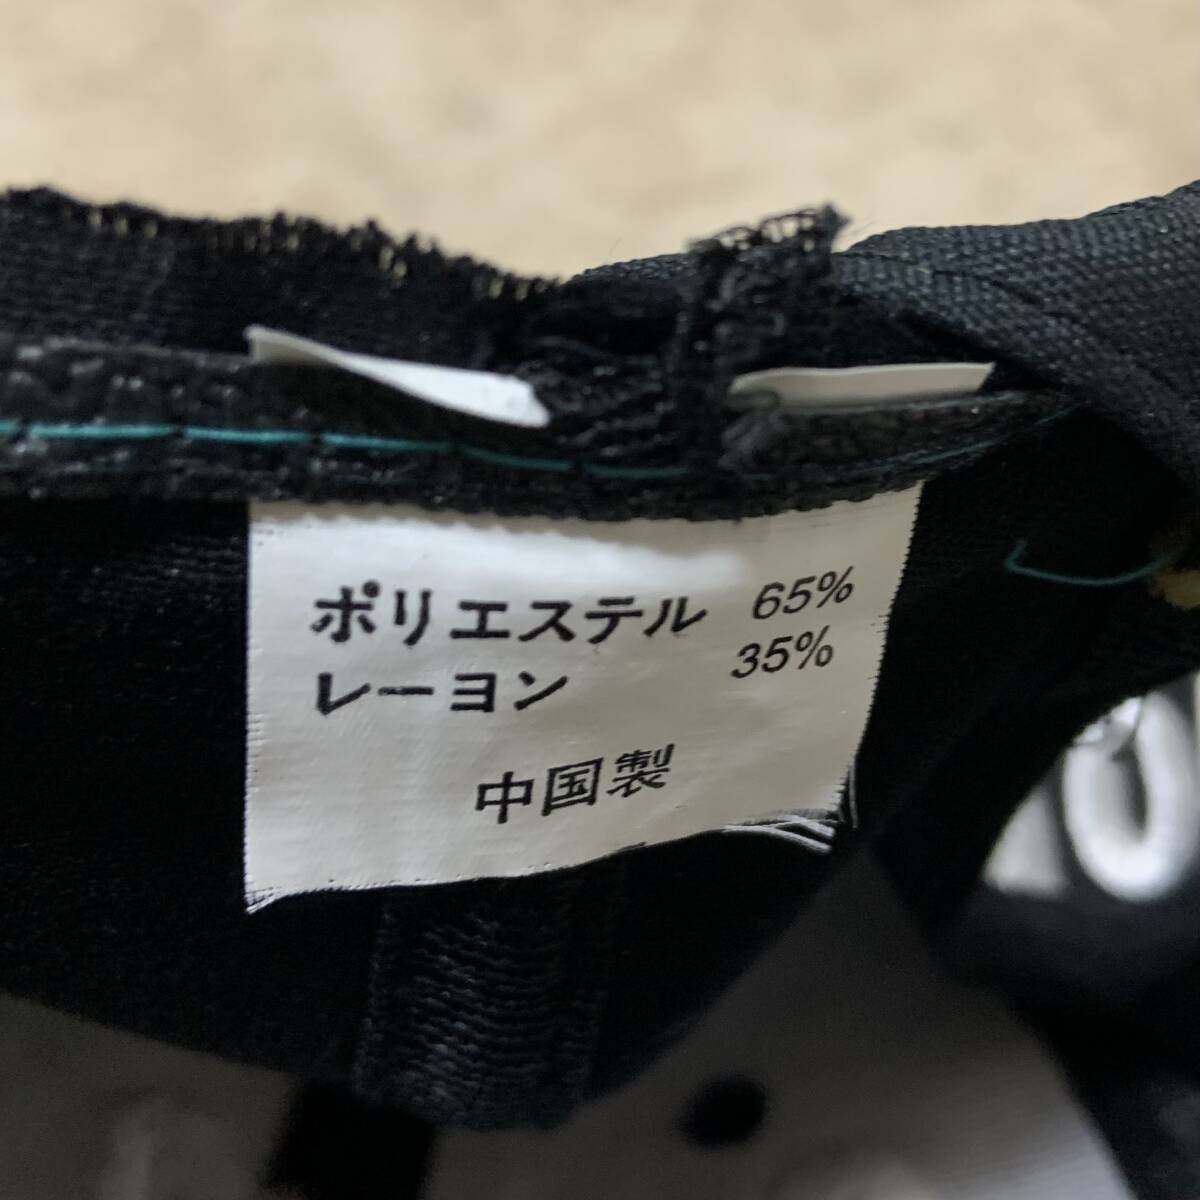 ポリエステル 65%
レーヨン 35%
中国製